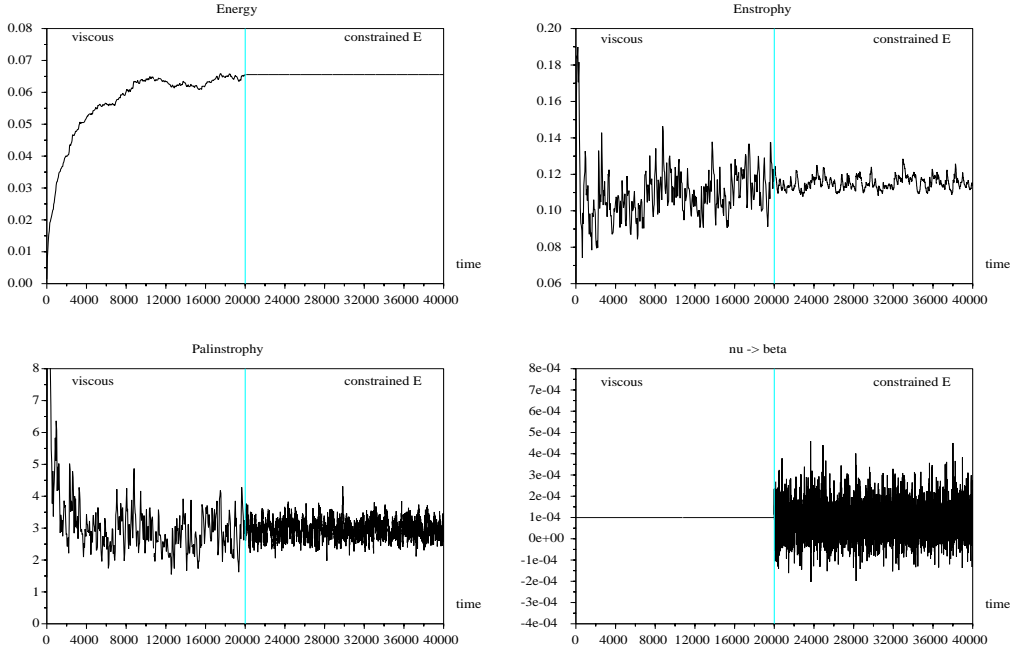 Energy
0.08
0.07
0.06
0.05
0.04
0.03
0.02
0.01
0.00
viscous
constrained E
time
0 4000 8000 12000 16000 20000 24000 28000 32000 36000 40000
Enstrophy
0.20
0.18
0.16
0.14
0.12
0.10
0.08
0.06
viscous
constrained E
time
0 4000 8000 12000 16000 20000 24000 28000 32000 36000 40000
Palinstrophy
8
7
6
5
4
3
2
1
0
viscous
constrained E
time
0 4000 8000 12000 16000 20000 24000 28000 32000 36000 40000
nu -> beta
8e-04
7e-04
6e-04
5e-04
4e-04
3e-04
2e-04
1e-04
0e+00
-1e-04
-2e-04
-3e-04
-4e-04
viscous
constrained E
time
0 4000 8000 12000 16000 20000 24000 28000 32000 36000 40000